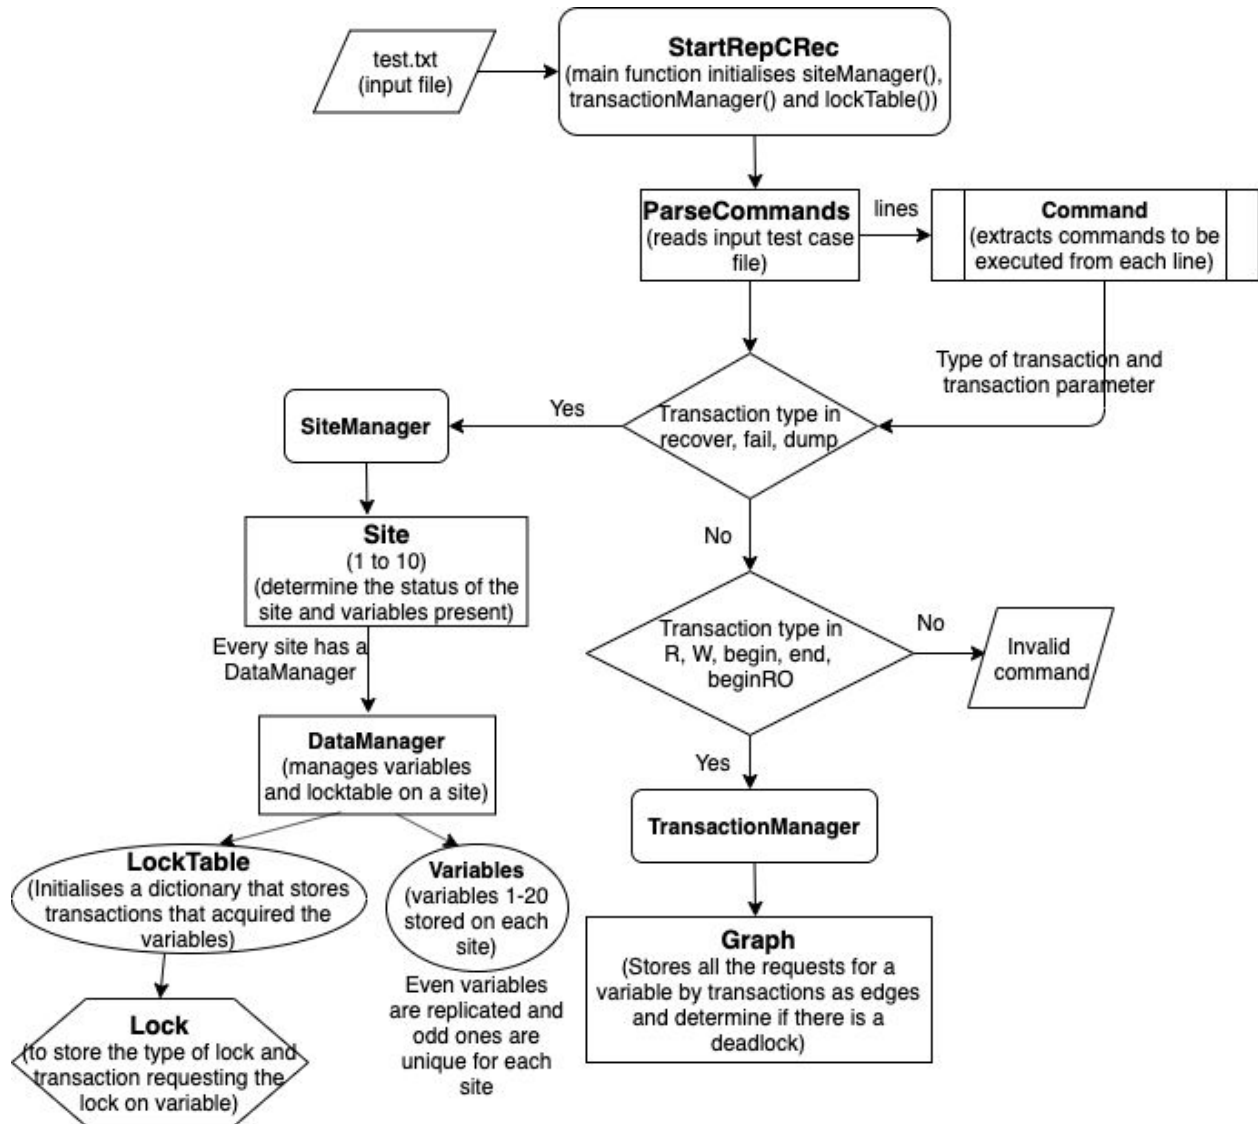 test.txt
(input file)
StartRepCRec
(main function initialises siteManager(),
transactionManager() and lockTable())
ParseCommands
(reads input test case
file)
lines
Command
(extracts commands to be
executed from each line)
Type of transaction and
transaction parameter
Transaction type in
recover, fail, dump
Yes
SiteManager
Site
(1 to 10)
(determine the status of the
site and variables present)
No
Every site has a
DataManager
Transaction type in
R, W, begin, end,
beginRO
No
Invalid
command
DataManager
(manages variables
and locktable on a site)
Yes
TransactionManager
LockTable
(Initialises a dictionary that stores
transactions that acquired the
variables)
Variables
(variables 1-20
stored on each
site)
Even variables
are replicated and
odd ones are
unique for each
site
Graph
(Stores all the requests for a
variable by transactions as edges
and determine if there is a
deadlock)
Lock
(to store the type of lock and
transaction requesting the
lock on variable)